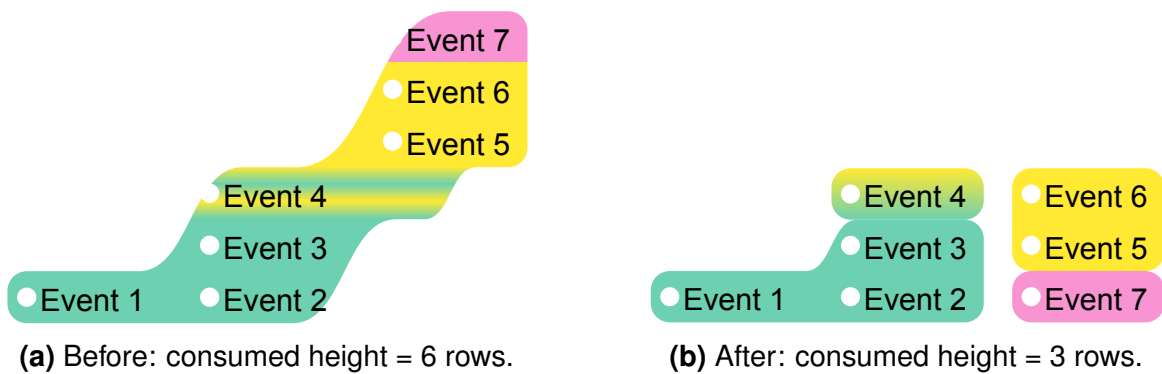 Event 7
Event 6
Event 5
Event 4
Event 3
Event 1 Event 2
(a) Before: consumed height = 6 rows.
Event 4 Event 6
Event 3 Event 5
Event 1 Event 2 Event 7
(b) After: consumed height = 3 rows.